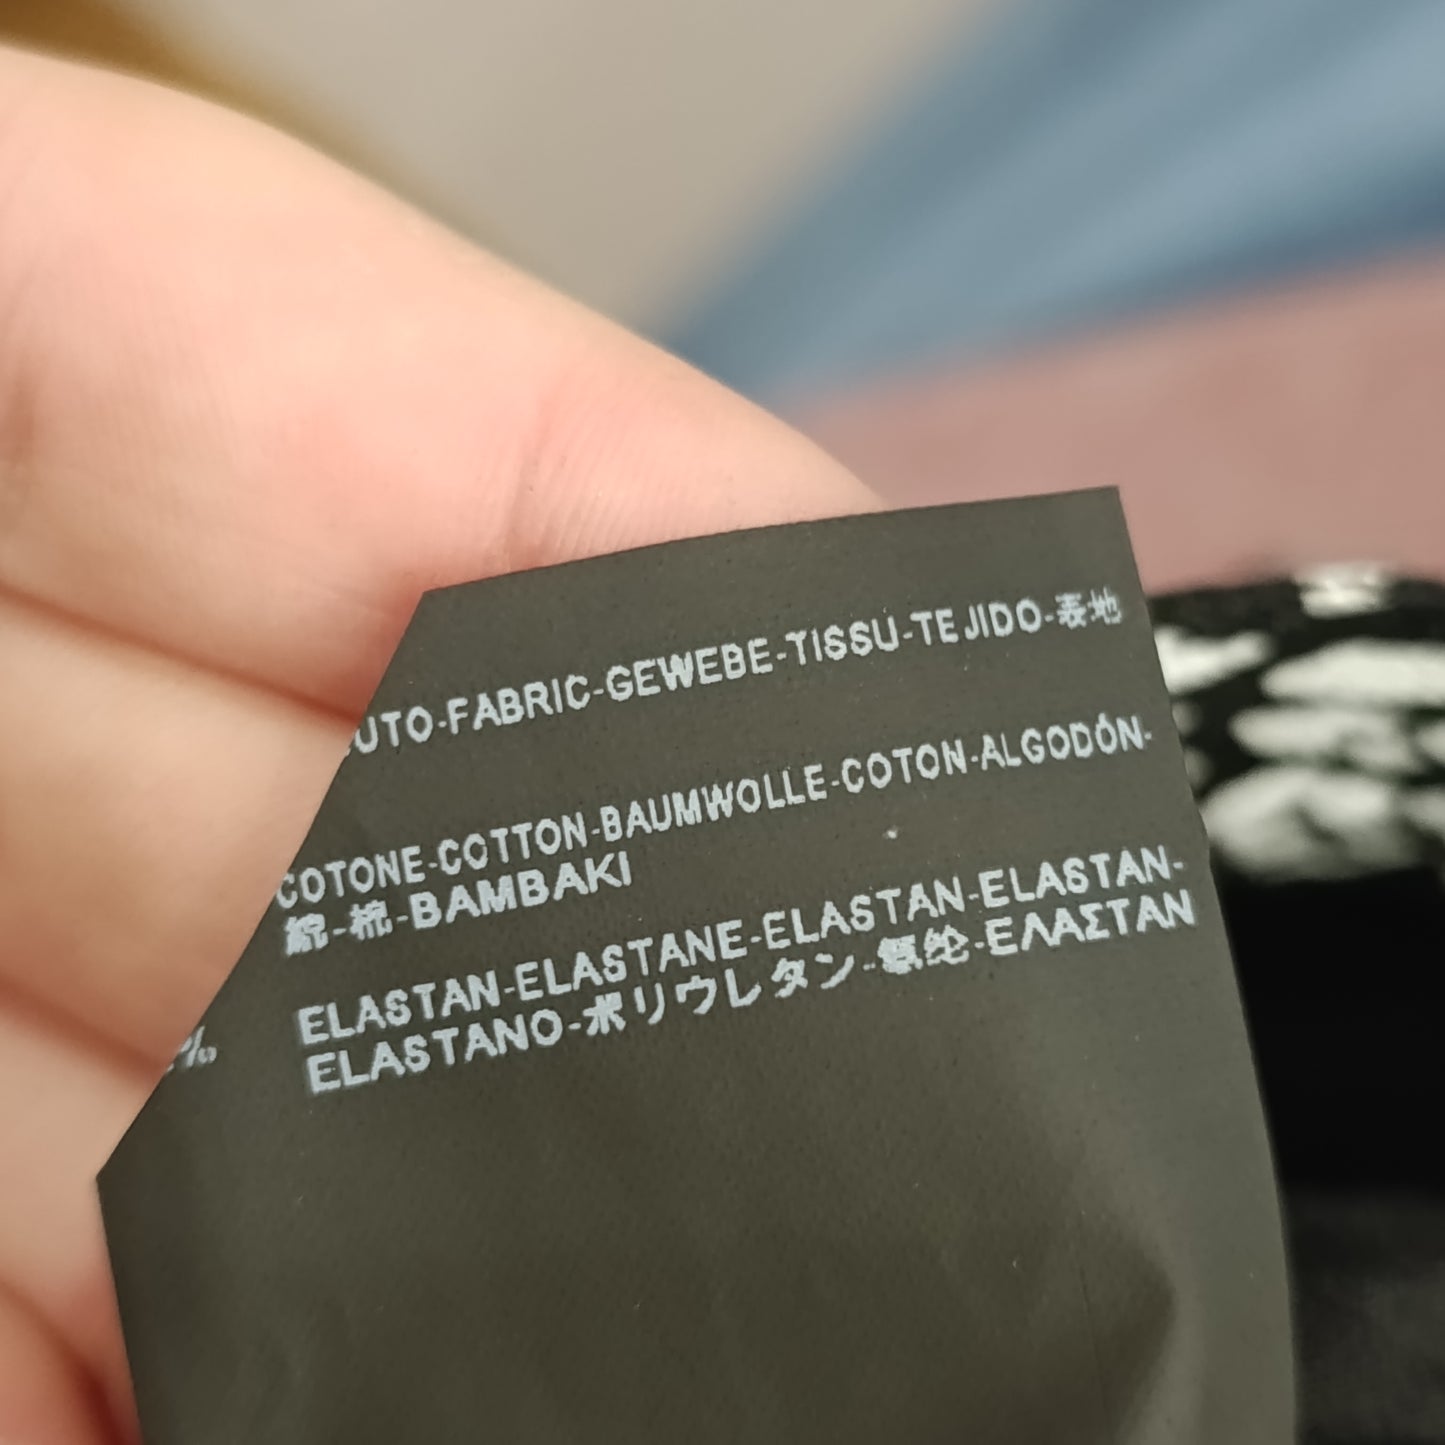 UTO-FABRIC-GEWEBE-TISSU-TEJIDO-表地
COTONE-COTTON-BAUMWOLLE-COTON-ALGODÓN-
綿-棉-BAMBAKI
ELASTAN-ELASTANE-ELASTAN-ELASTAN-
% ELASTANO-ポリウレタン-氨纶-ΕΛΑΣΤΑΝ